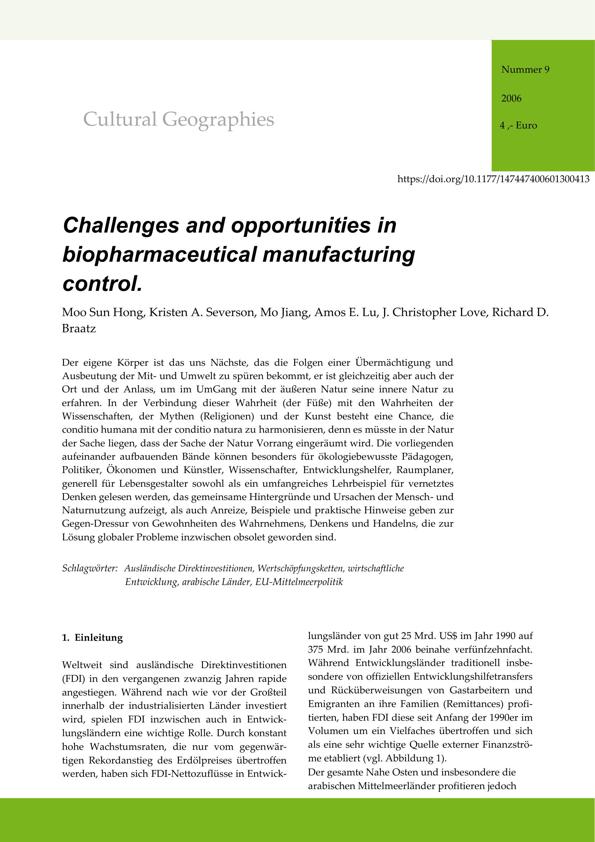 Nummer 9
2006
4 ,- Euro
Cultural Geographies
https://doi.org/10.1177/147447400601300413
Challenges and opportunities in
biopharmaceutical manufacturing
control.
Moo Sun Hong, Kristen A. Severson, Mo Jiang, Amos E. Lu, J. Christopher Love, Richard D.
Braatz
Der eigene Körper ist das uns Nächste, das die Folgen einer Übermächtigung und
Ausbeutung der Mit- und Umwelt zu spüren bekommt, er ist gleichzeitig aber auch der
Ort und der Anlass, um im UmGang mit der äußeren Natur seine innere Natur zu
erfahren. In der Verbindung dieser Wahrheit (der Füße) mit den Wahrheiten der
Wissenschaften, der Mythen (Religionen) und der Kunst besteht eine Chance, die
conditio humana mit der conditio natura zu harmonisieren, denn es müsste in der Natur
der Sache liegen, dass der Sache der Natur Vorrang eingeräumt wird. Die vorliegenden
aufeinander aufbauenden Bände können besonders für ökologiebewusste Pädagogen,
Politiker, Ökonomen und Künstler, Wissenschafter, Entwicklungshelfer, Raumplaner,
generell für Lebensgestalter sowohl als ein umfangreiches Lehrbeispiel für vernetztes
Denken gelesen werden, das gemeinsame Hintergründe und Ursachen der Mensch- und
Naturnutzung aufzeigt, als auch Anreize, Beispiele und praktische Hinweise geben zur
Gegen-Dressur von Gewohnheiten des Wahrnehmens, Denkens und Handelns, die zur
Lösung globaler Probleme inzwischen obsolet geworden sind.
Schlagwörter: Ausländische Direktinvestitionen, Wertschöpfungsketten, wirtschaftliche
Entwicklung, arabische Länder, EU-Mittelmeerpolitik
1. Einleitung
Weltweit sind ausländische Direktinvestitionen
(FDI) in den vergangenen zwanzig Jahren rapide
angestiegen. Während nach wie vor der Großteil
innerhalb der industrialisierten Länder investiert
wird, spielen FDI inzwischen auch in Entwick-
lungsländern eine wichtige Rolle. Durch konstant
hohe Wachstumsraten, die nur vom gegenwär-
tigen Rekordanstieg des Erdölpreises übertroffen
werden, haben sich FDI-Nettozuflüsse in Entwick-
lungsländer von gut 25 Mrd. US$ im Jahr 1990 auf
375 Mrd. im Jahr 2006 beinahe verfünfzehnfacht.
Während Entwicklungsländer traditionell insbe-
sondere von offiziellen Entwicklungshilfetransfers
und Rücküberweisungen von Gastarbeitern und
Emigranten an ihre Familien (Remittances) profi-
tierten, haben FDI diese seit Anfang der 1990er im
Volumen um ein Vielfaches übertroffen und sich
als eine sehr wichtige Quelle externer Finanzströ-
me etabliert (vgl. Abbildung 1).
Der gesamte Nahe Osten und insbesondere die
arabischen Mittelmeerländer profitieren jedoch